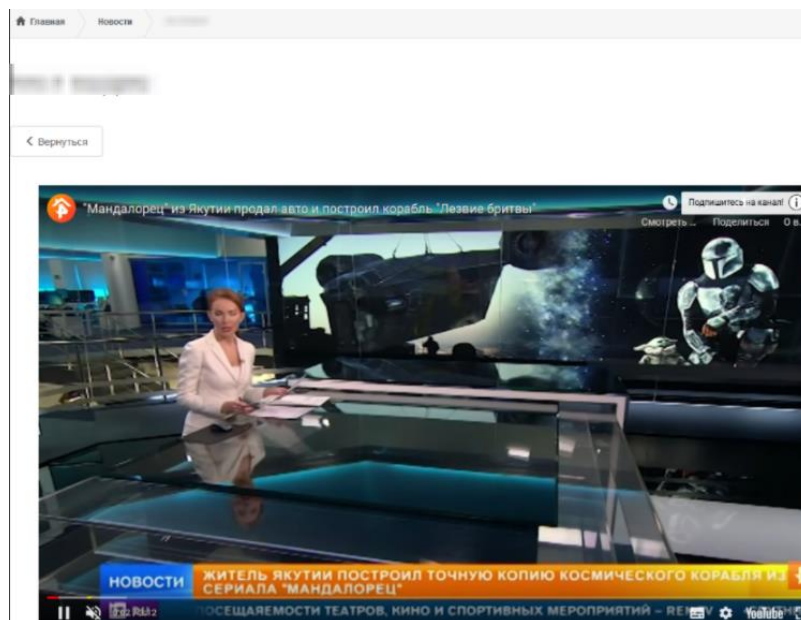 Главная Новости
Вернуться
"Мандалорец" из Якутии продал авто и построил корабль "Лезвие бритвы"
Подпишитесь на канал!
Смотреть ... Поделиться О в.
НОВОСТИ
ЖИТЕЛЬ ЯКУТИИ ПОСТРОИЛ ТОЧНУЮ КОПИЮ КОСМИЧЕСКОГО КОРАБЛЯ ИЗ
СЕРИАЛА "МАНДАЛОРЕЦ"
ПОСЕЩАЕМОСТИ ТЕАТРОВ, КИНО И СПОРТИВНЫХ МЕРОПРИЯТИЙ –
YouTube